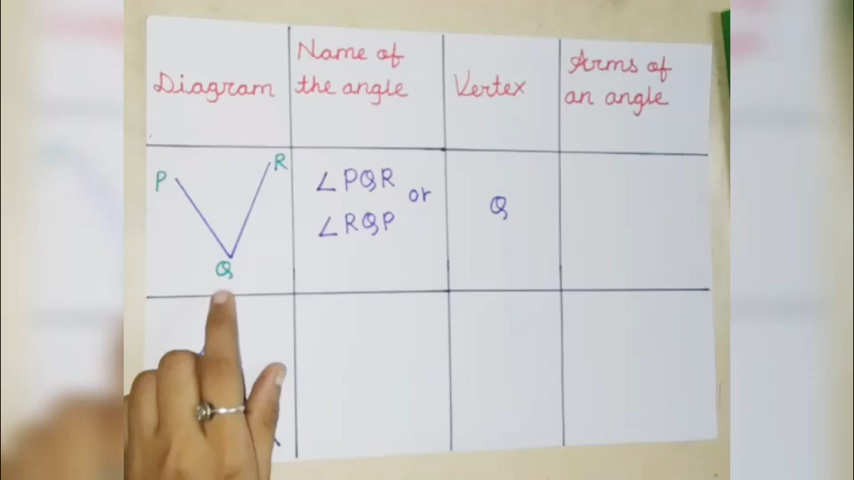 Diagram
Name of
the angle
Vertex
Arms of
an angle
P
R
Q
∠PQR
or
∠RQP
Q